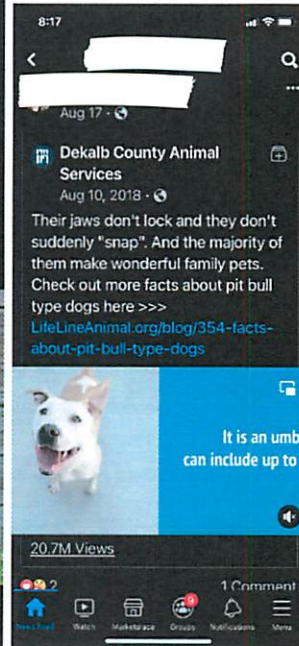 8:17
Aug 17 ·
Dekalb County Animal
Services
Aug 10, 2018 ·
Their jaws don't lock and they don't
suddenly "snap". And the majority of
them make wonderful family pets.
Check out more facts about pit bull
type dogs here >>>
LifeLineAnimal.org/blog/354-facts-
about-pit-bull-type-dogs
It is an umb
can include up to
20.7M Views
2
1 Comment
9
News Feed Watch Marketplace Groups Notifications Menu